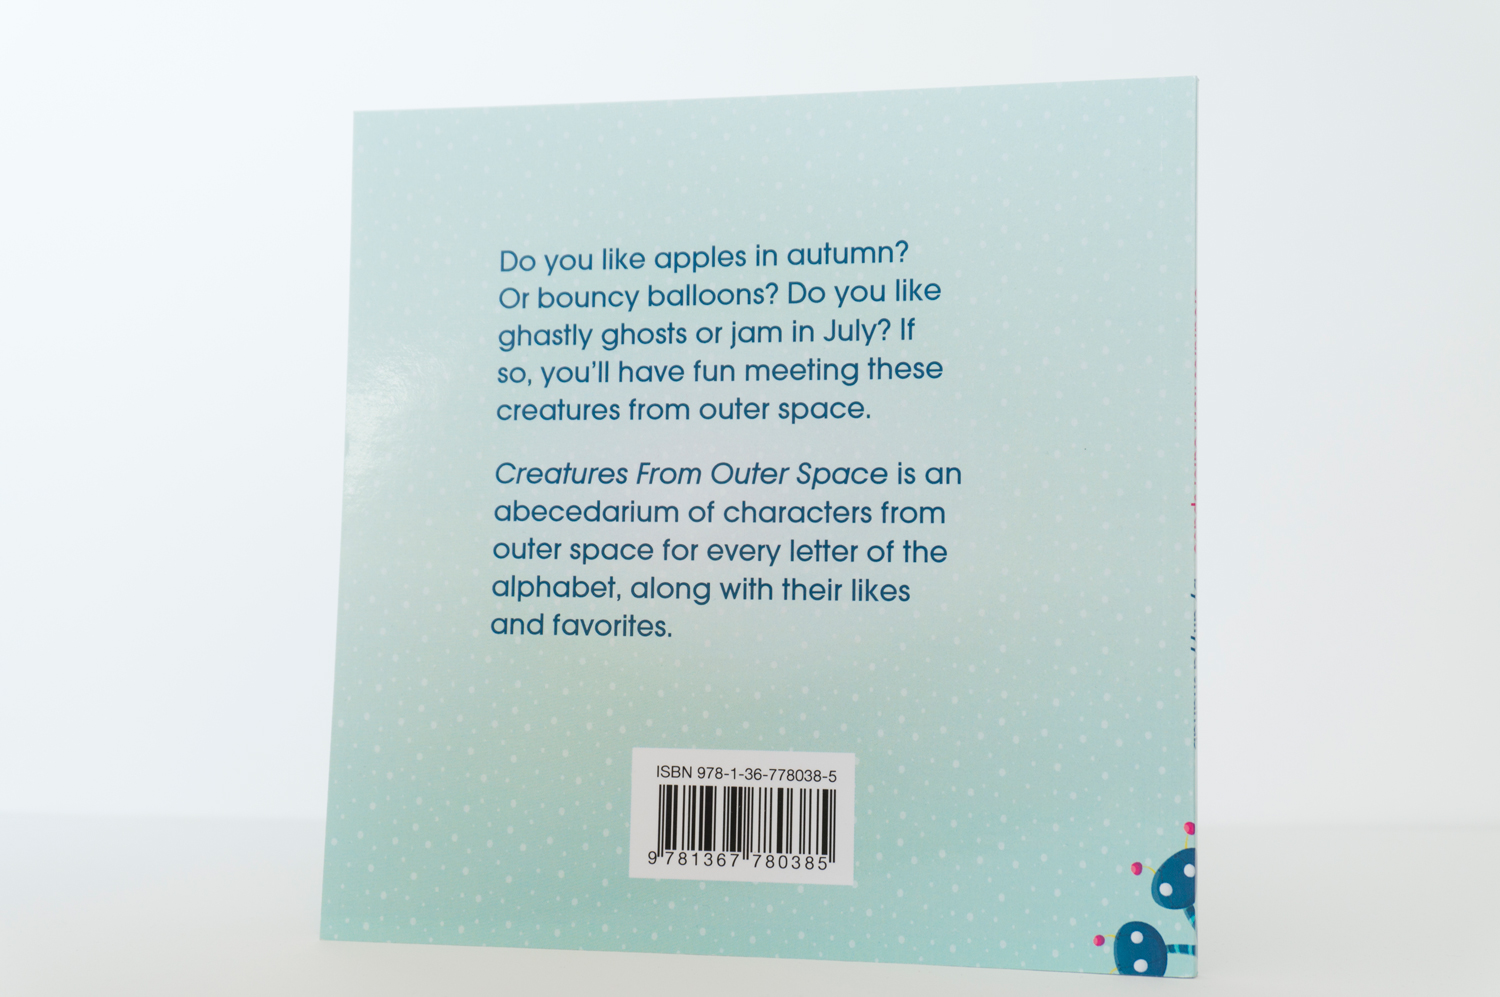 Do you like apples in autumn?
Or bouncy balloons? Do you like
ghastly ghosts or jam in July? If
so, you'll have fun meeting these
creatures from outer space.
Creatures From Outer Space is an
abecedarium of characters from
outer space for every letter of the
alphabet, along with their likes
and favorites.
ISBN 978-1-36-778038-5
9 781367 780385